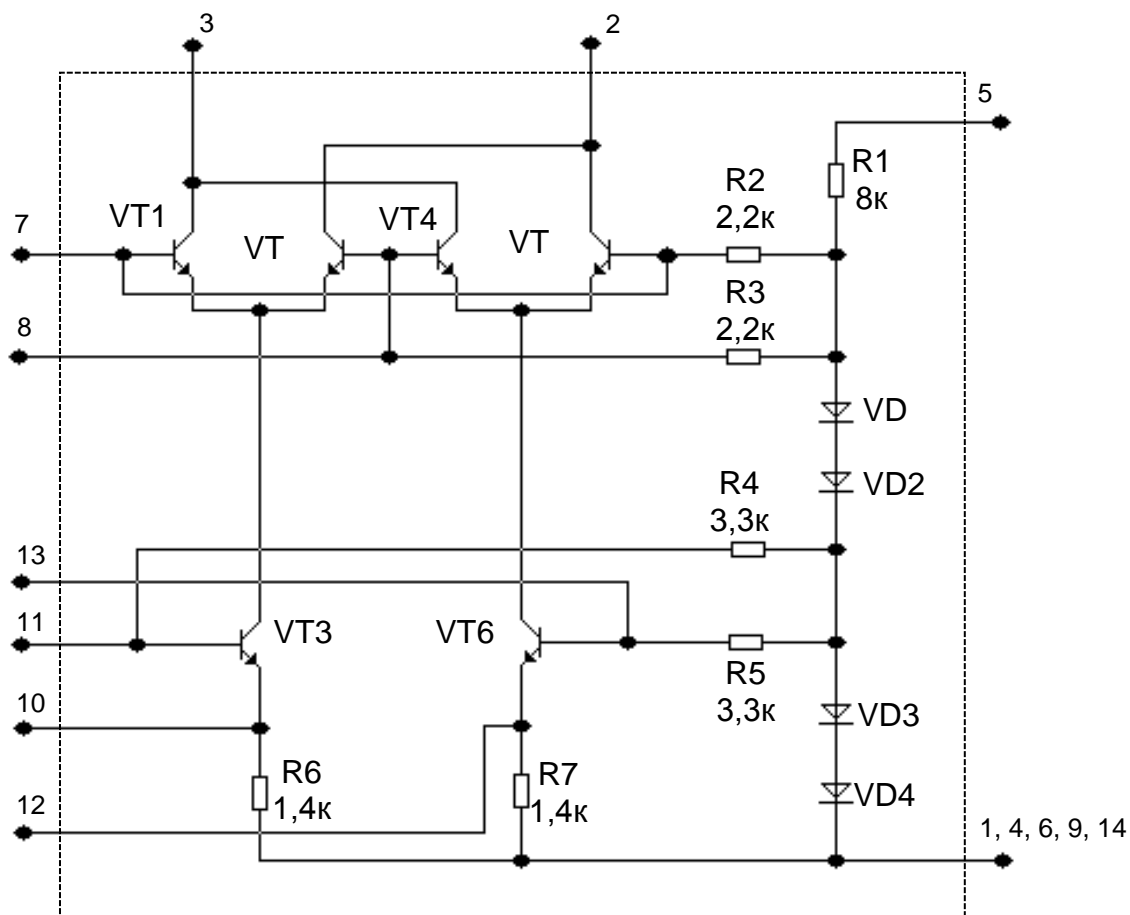 3
2
5
R1
8к
R2
2,2к
VT1
VT4
7
VT
VT
R3
2,2к
8
VD
VD2
R4
3,3к
13
11
VT3
VT6
R5
3,3к
10
VD3
R6
1,4к
R7
1,4к
VD4
12
1, 4, 6, 9, 14